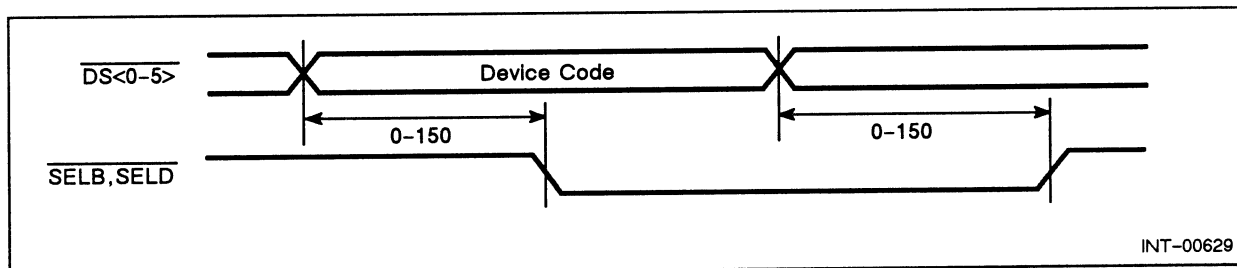 DS<0-5>
Device Code
0-150
0-150
SELB,SELD
INT-00629